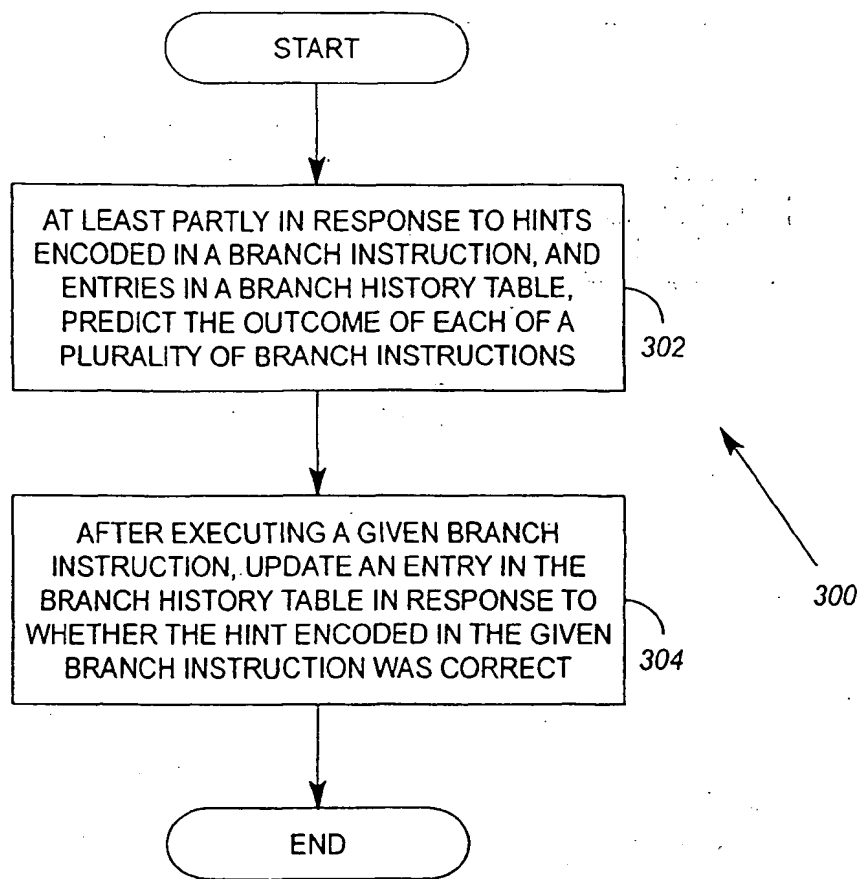 START
AT LEAST PARTLY IN RESPONSE TO HINTS
ENCODED IN A BRANCH INSTRUCTION, AND
ENTRIES IN A BRANCH HISTORY TABLE,
PREDICT THE OUTCOME OF EACH OF A
PLURALITY OF BRANCH INSTRUCTIONS
302
AFTER EXECUTING A GIVEN BRANCH
INSTRUCTION, UPDATE AN ENTRY IN THE
BRANCH HISTORY TABLE IN RESPONSE TO
WHETHER THE HINT ENCODED IN THE GIVEN
BRANCH INSTRUCTION WAS CORRECT
304
300
END